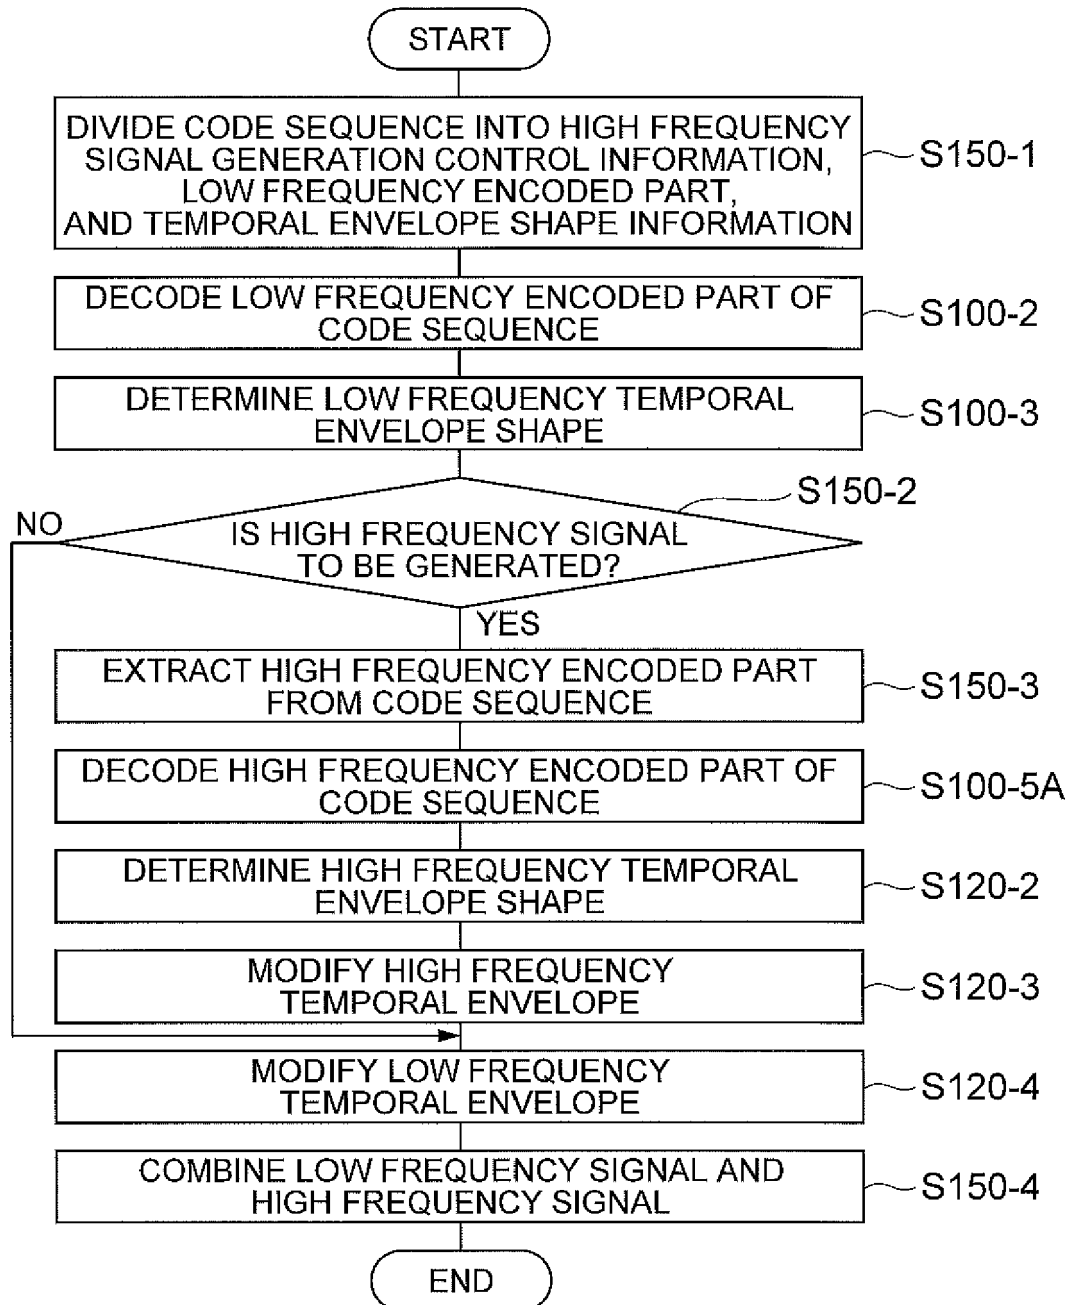 START
DIVIDE CODE SEQUENCE INTO HIGH FREQUENCY
SIGNAL GENERATION CONTROL INFORMATION,
LOW FREQUENCY ENCODED PART,
AND TEMPORAL ENVELOPE SHAPE INFORMATION
S150-1
DECODE LOW FREQUENCY ENCODED PART OF
CODE SEQUENCE
S100-2
DETERMINE LOW FREQUENCY TEMPORAL
ENVELOPE SHAPE
S100-3
S150-2
NO
IS HIGH FREQUENCY SIGNAL
TO BE GENERATED?
YES
EXTRACT HIGH FREQUENCY ENCODED PART
FROM CODE SEQUENCE
S150-3
DECODE HIGH FREQUENCY ENCODED PART OF
CODE SEQUENCE
S100-5A
DETERMINE HIGH FREQUENCY TEMPORAL
ENVELOPE SHAPE
S120-2
MODIFY HIGH FREQUENCY
TEMPORAL ENVELOPE
S120-3
MODIFY LOW FREQUENCY
TEMPORAL ENVELOPE
S120-4
COMBINE LOW FREQUENCY SIGNAL AND
HIGH FREQUENCY SIGNAL
S150-4
END